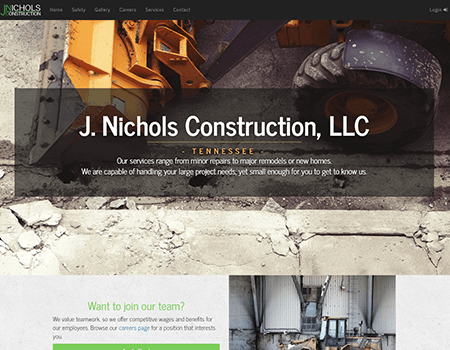 JNICHOLS
CONSTRUCTION
Home Safety Gallery Careers Services Contact Login
J. Nichols Construction, LLC
- TENNESSEE -
Our services range from minor repairs to major remodels or new homes.
We are capable of handling your large project needs, yet small enough for you to get to know us.
Want to join our team?
We value teamwork, so we offer competitive wages and benefits for
our employees. Browse our careers page for a position that interests
you.